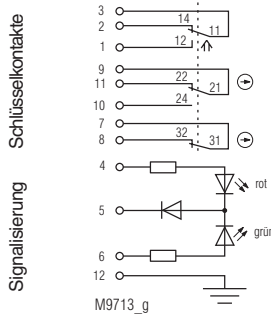 Schlüsselkontakte
3
2 14 11
1 12
9
11 22 21
10 24
7
8 32 31
Signalisierung
4
rot
5
grün
6
12
M9713_g